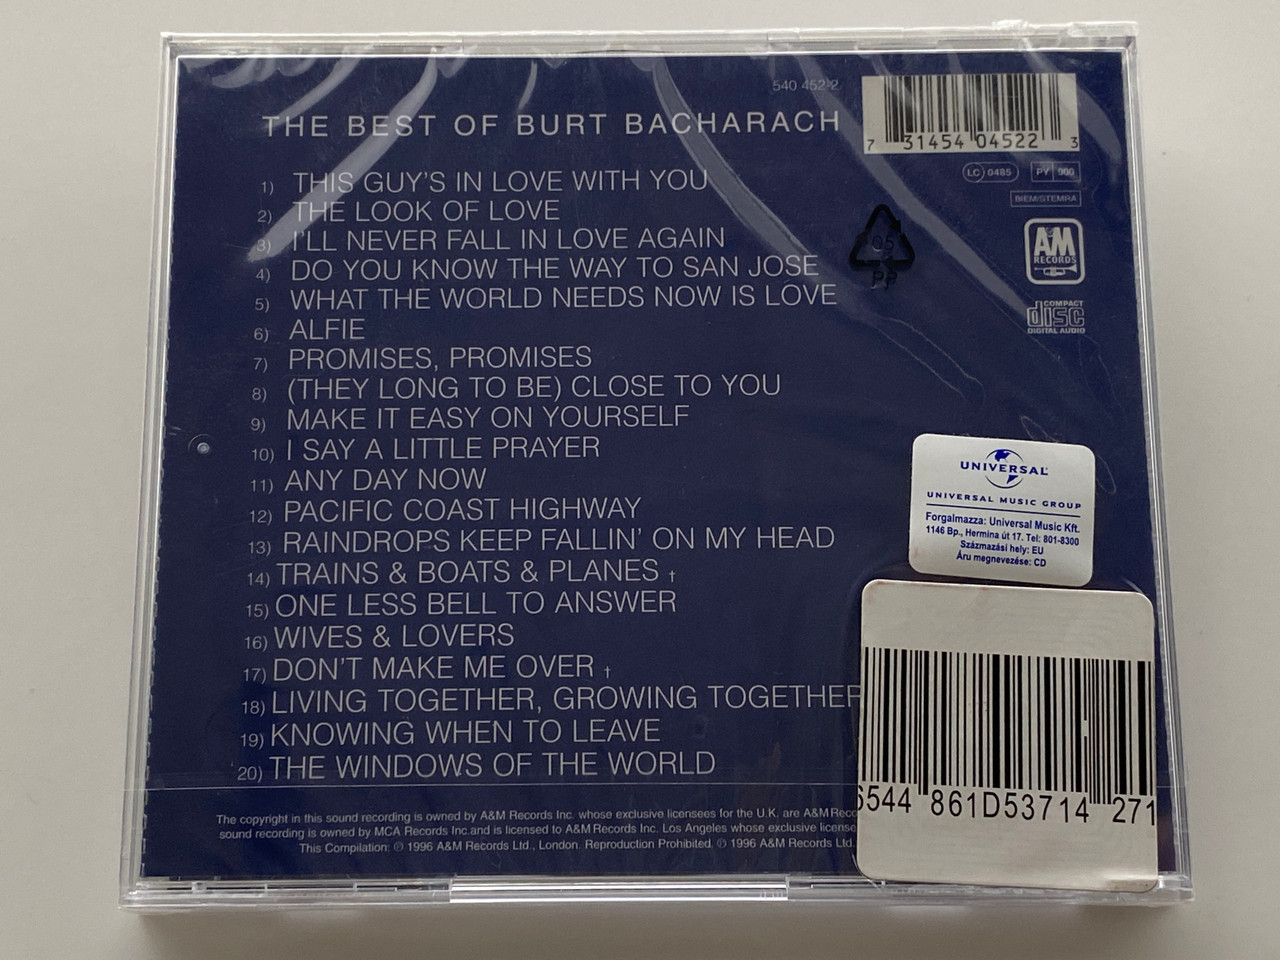 540 452-2
THE BEST OF BURT BACHARACH
7 31454 04522 3
LC 0485 PY 900
BIEM/STEMRA
A&M
RECORDS
COMPACT
disc
DIGITAL AUDIO
05
PP
1) THIS GUY'S IN LOVE WITH YOU
2) THE LOOK OF LOVE
3) I'LL NEVER FALL IN LOVE AGAIN
4) DO YOU KNOW THE WAY TO SAN JOSE
5) WHAT THE WORLD NEEDS NOW IS LOVE
6) ALFIE
7) PROMISES, PROMISES
8) (THEY LONG TO BE) CLOSE TO YOU
9) MAKE IT EASY ON YOURSELF
10) I SAY A LITTLE PRAYER
11) ANY DAY NOW
12) PACIFIC COAST HIGHWAY
13) RAINDROPS KEEP FALLIN' ON MY HEAD
14) TRAINS & BOATS & PLANES †
15) ONE LESS BELL TO ANSWER
16) WIVES & LOVERS
17) DON'T MAKE ME OVER †
18) LIVING TOGETHER, GROWING TOGETHER
19) KNOWING WHEN TO LEAVE
20) THE WINDOWS OF THE WORLD
UNIVERSAL
UNIVERSAL MUSIC GROUP
Forgalmazza: Universal Music Kft.
1146 Bp., Hermina út 17. Tel: 801-8300
Származási hely: EU
Áru megnevezése: CD
6544 861D53714 271
The copyright in this sound recording is owned by A&M Records Inc. whose exclusive licensees for the U.K. are A&M
sound recording is owned by MCA Records Inc.and is licensed to A&M Records Inc. Los Angeles whose exclusive
This Compilation: ℗ 1996 A&M Records Ltd., London. Reproduction Prohibited. © 1996 A&M Records Ltd.